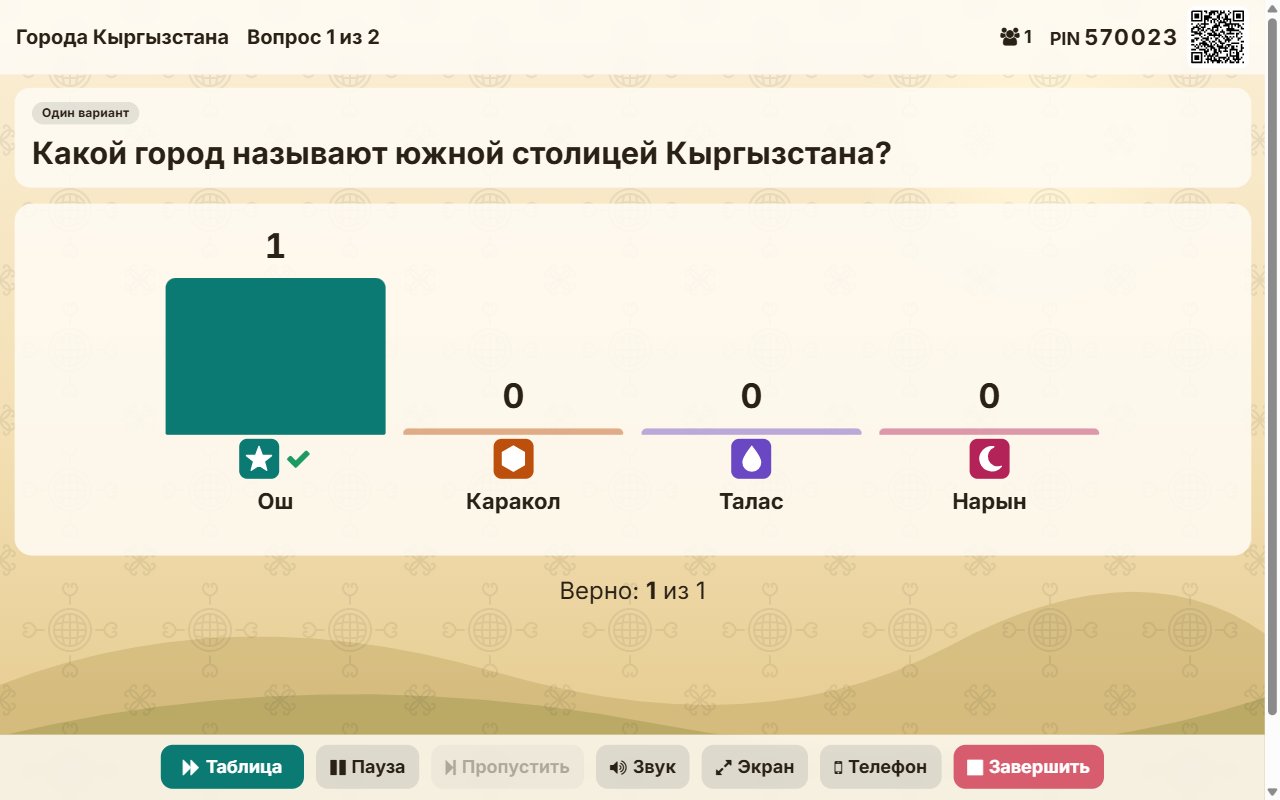 Города Кыргызстана Вопрос 1 из 2 1 PIN 570023
Один вариант
Какой город называют южной столицей Кыргызстана?
1
0 0 0
Ош Каракол Талас Нарын
Верно: 1 из 1
Таблица Пауза Пропустить Звук Экран Телефон Завершить